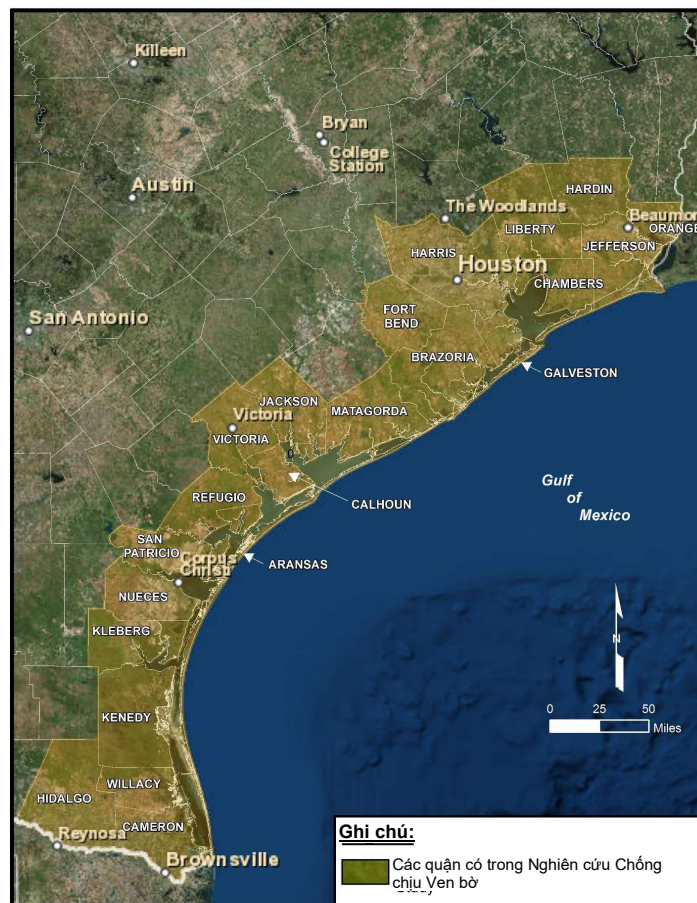 Killeen
Bryan
College
Station
Austin
HARDIN
The Woodlands
Beaumon
LIBERTY
ORANGE
HARRIS
JEFFERSON
Houston
CHAMBERS
San Antonio
FORT
BEND
BRAZORIA
GALVESTON
JACKSON
MATAGORDA
Victoria
VICTORIA
0
Gulf
of
Mexico
REFUGIO
CALHOUN
SAN
PATRICIO
Corpus
Christi
ARANSAS
NUECES
KLEBERG
N
KENEDY
0 25 50
Miles
WILLACY
HIDALGO
CAMERON
Reynosa
Brownsville
Ghi chú:
Các quận có trong Nghiên cứu Chống
chịu Ven bờ